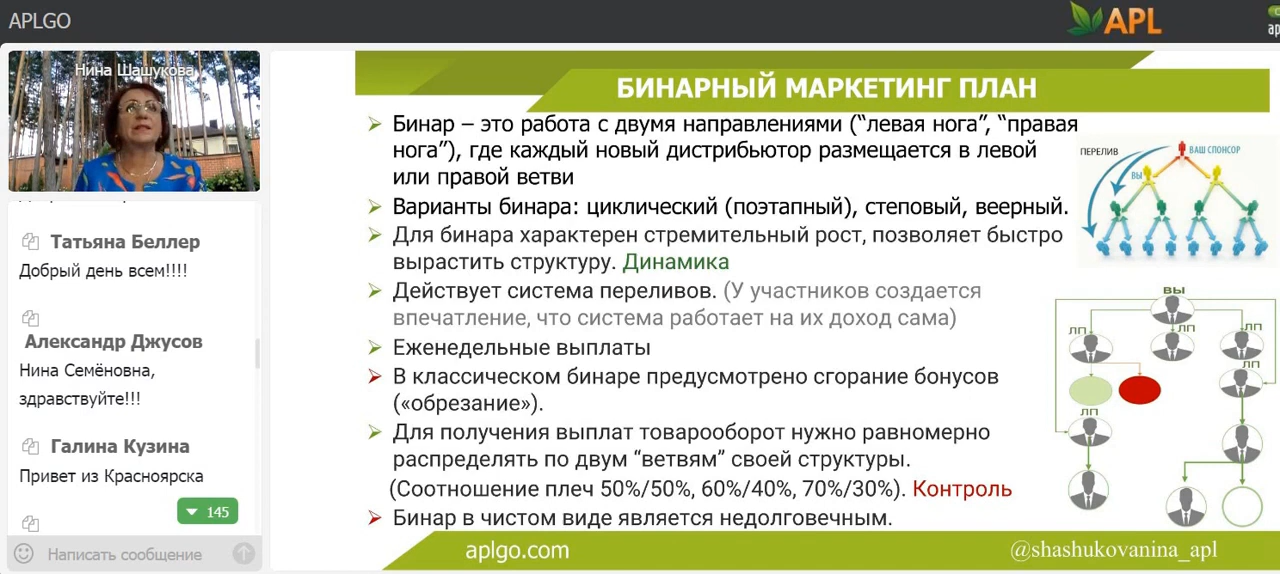 APLGO
APL
Нина Шашукова
Татьяна Беллер
Добрый день всем!!!!
Александр Джусов
Нина Семёновна,
здравствуйте!!!
Галина Кузина
Привет из Красноярска
145
Написать сообщение
БИНАРНЫЙ МАРКЕТИНГ ПЛАН
Бинар – это работа с двумя направлениями (“левая нога”, “правая
нога”), где каждый новый дистрибьютор размещается в левой
или правой ветви
Варианты бинара: циклический (поэтапный), степовый, веерный.
Для бинара характерен стремительный рост, позволяет быстро
вырастить структуру. Динамика
Действует система переливов. (У участников создается
впечатление, что система работает на их доход сама)
Еженедельные выплаты
В классическом бинаре предусмотрено сгорание бонусов
(«обрезание»).
Для получения выплат товарооборот нужно равномерно
распределять по двум “ветвям” своей структуры.
(Соотношение плеч 50%/50%, 60%/40%, 70%/30%). Контроль
Бинар в чистом виде является недолговечным.
ПЕРЕЛИВ
ВАШ СПОНСОР
ВЫ
ВЫ
ЛП
ЛП
ЛП
ЛП
ЛП
aplgo.com
@shashukovanina_apl